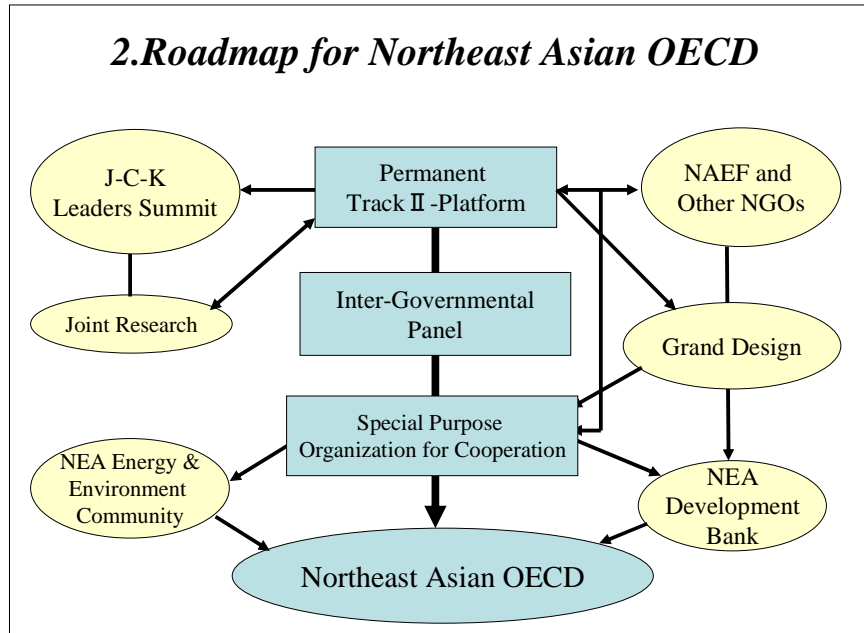 2.Roadmap for Northeast Asian OECD
J-C-K
Leaders Summit
Permanent
Track Ⅱ-Platform
NAEF and
Other NGOs
Joint Research
Inter-Governmental
Panel
Grand Design
Special Purpose
Organization for Cooperation
NEA Energy &
Environment
Community
NEA
Development
Bank
Northeast Asian OECD